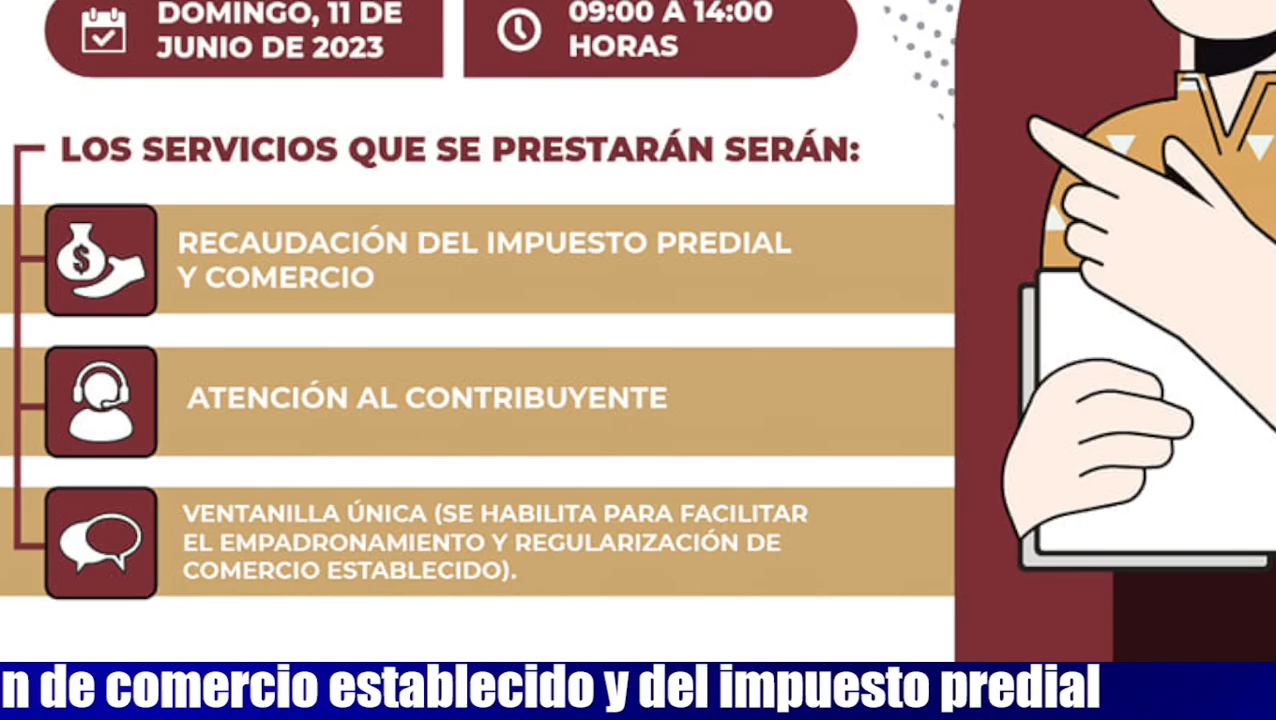 DOMINGO, 11 DE
JUNIO DE 2023
09:00 A 14:00
HORAS
LOS SERVICIOS QUE SE PRESTARÁN SERÁN:
$
RECAUDACIÓN DEL IMPUESTO PREDIAL
Y COMERCIO
ATENCIÓN AL CONTRIBUYENTE
VENTANILLA ÚNICA (SE HABILITA PARA FACILITAR
EL EMPADRONAMIENTO Y REGULARIZACIÓN DE
COMERCIO ESTABLECIDO).
n de comercio establecido y del impuesto predial